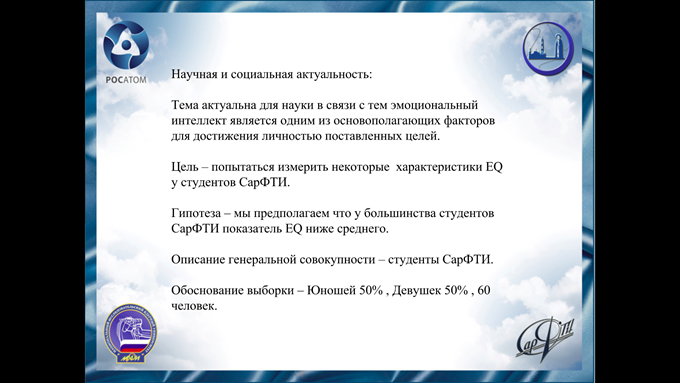 РОСАТОМ
Научная и социальная актуальность:
Тема актуальна для науки в связи с тем эмоциональный
интеллект является одним из основополагающих факторов
для достижения личностью поставленных целей.
Цель – попытаться измерить некоторые характеристики EQ
у студентов СарФТИ.
Гипотеза – мы предполагаем что у большинства студентов
СарФТИ показатель EQ ниже среднего.
Описание генеральной совокупности – студенты СарФТИ.
Обоснование выборки – Юношей 50% , Девушек 50% , 60
человек.
СарФТИ